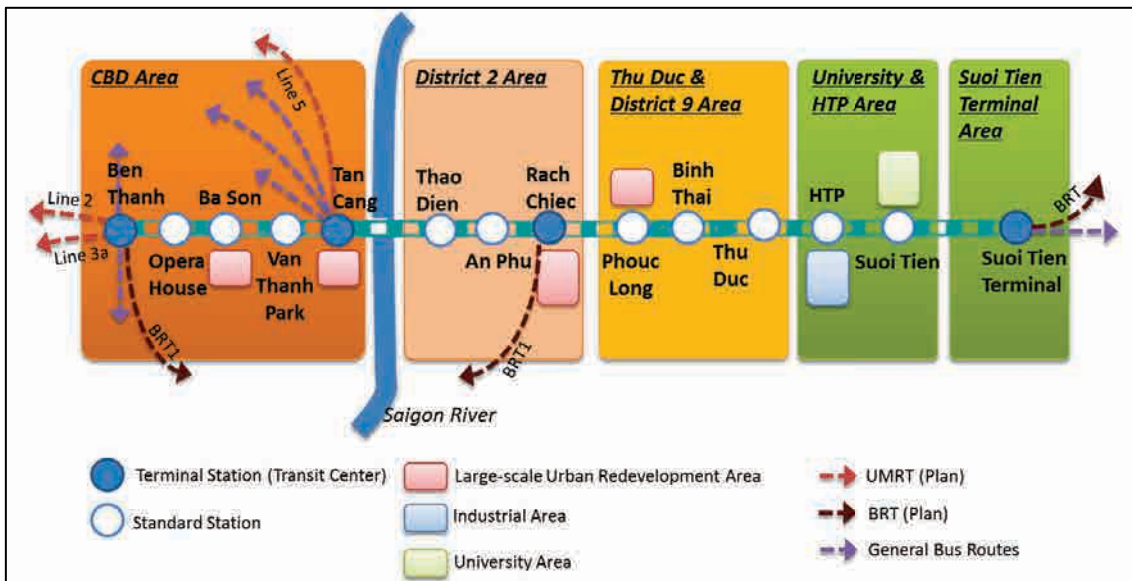 CBD Area
District 2 Area
Thu Duc &
District 9 Area
University &
HTP Area
Suoi Tien
Terminal
Area
Line 5
Ben
Thanh
Ba Son
Tan
Cang
Thao
Dien
Rach
Chiec
Binh
Thai
HTP
Line 2
Line 3a
Opera
House
Van
Thanh
Park
An Phu
Phouc
Long
Thu
Duc
Suoi Tien
Suoi Tien
Terminal
BRT
BRT1
BRT1
Saigon River
Terminal Station (Transit Center)
Standard Station
Large-scale Urban Redevelopment Area
Industrial Area
University Area
UMRT (Plan)
BRT (Plan)
General Bus Routes